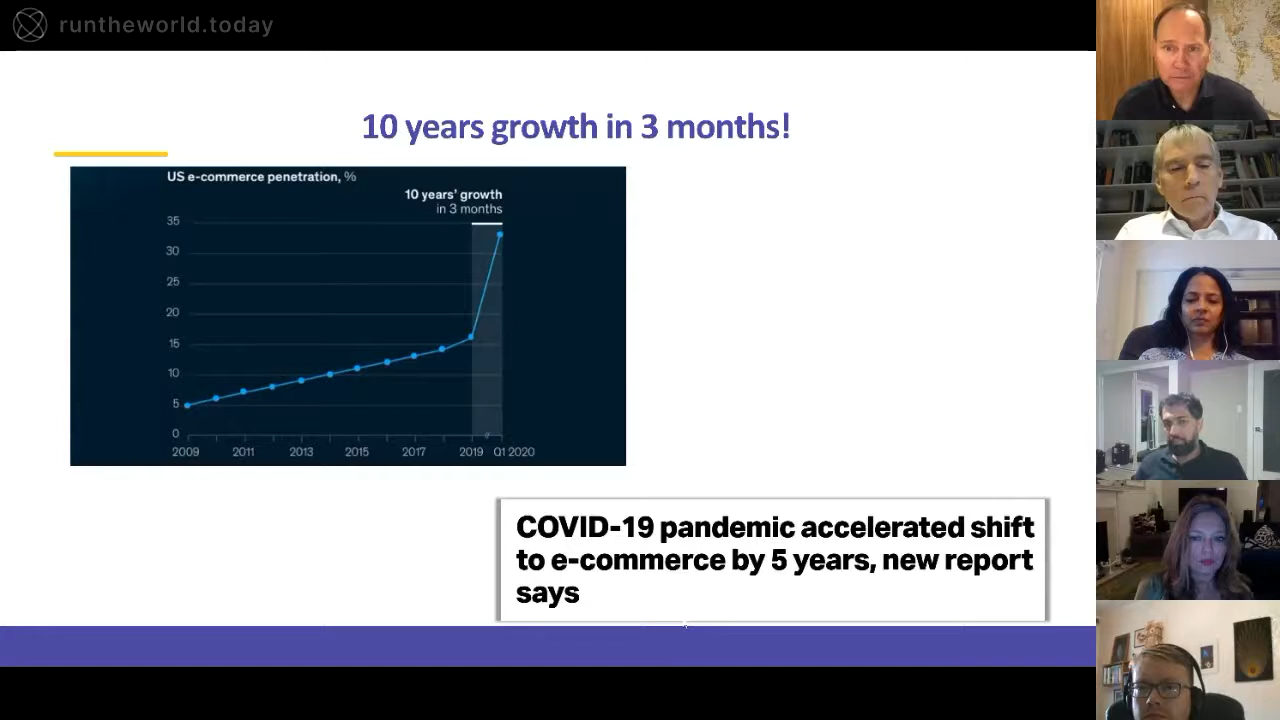 runtheworld.today
10 years growth in 3 months!
US e-commerce penetration, %
10 years' growth
in 3 months
35
30
25
20
15
10
5
0
2009 2011 2013 2015 2017 2019 Q1 2020
COVID-19 pandemic accelerated shift
to e-commerce by 5 years, new report
says